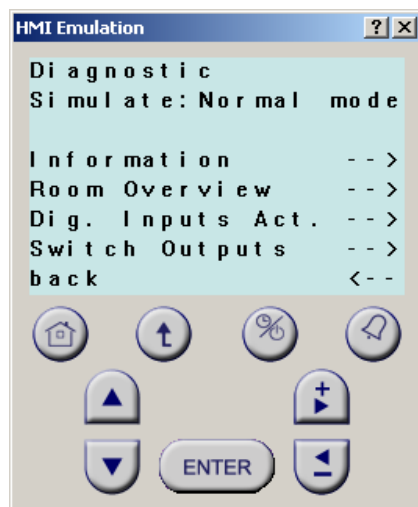 HMI Emulation
Diagnostic
Simulate:Normal mode
Information -->
Room Overview -->
Dig. Inputs Act. -->
Switch Outputs -->
back <--
ENTER